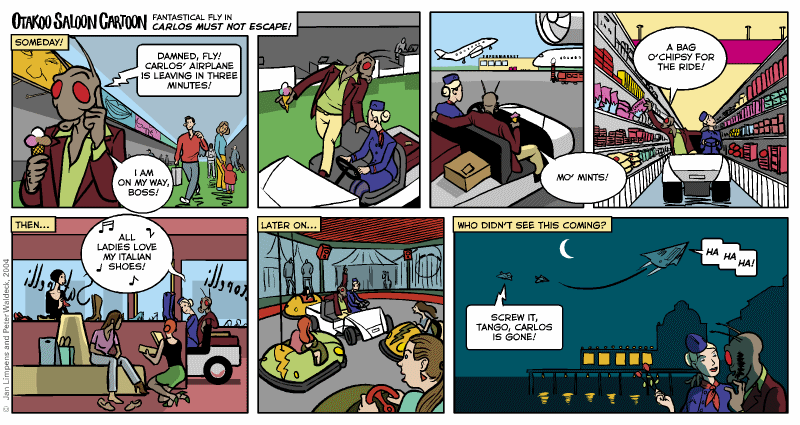 OTAKOO SALOON CARTOON
FANTASTICAL FLY IN
CARLOS MUST NOT ESCAPE!
SOMEDAY!
DAMNED, FLY!
CARLOS' AIRPLANE
IS LEAVING IN THREE
MINUTES!
I AM
ON MY WAY,
BOSS!
MO' MINTS!
A BAG
O'CHIPSY FOR
THE RIDE!
THEN...
ALL
LADIES LOVE
MY ITALIAN
SHOES!
relli
orelli
LATER ON...
WHO DIDN'T SEE THIS COMING?
HA
HA
HA!
SCREW IT,
TANGO, CARLOS
IS GONE!
© Jan Limpens and Peter Waldeck, 2004